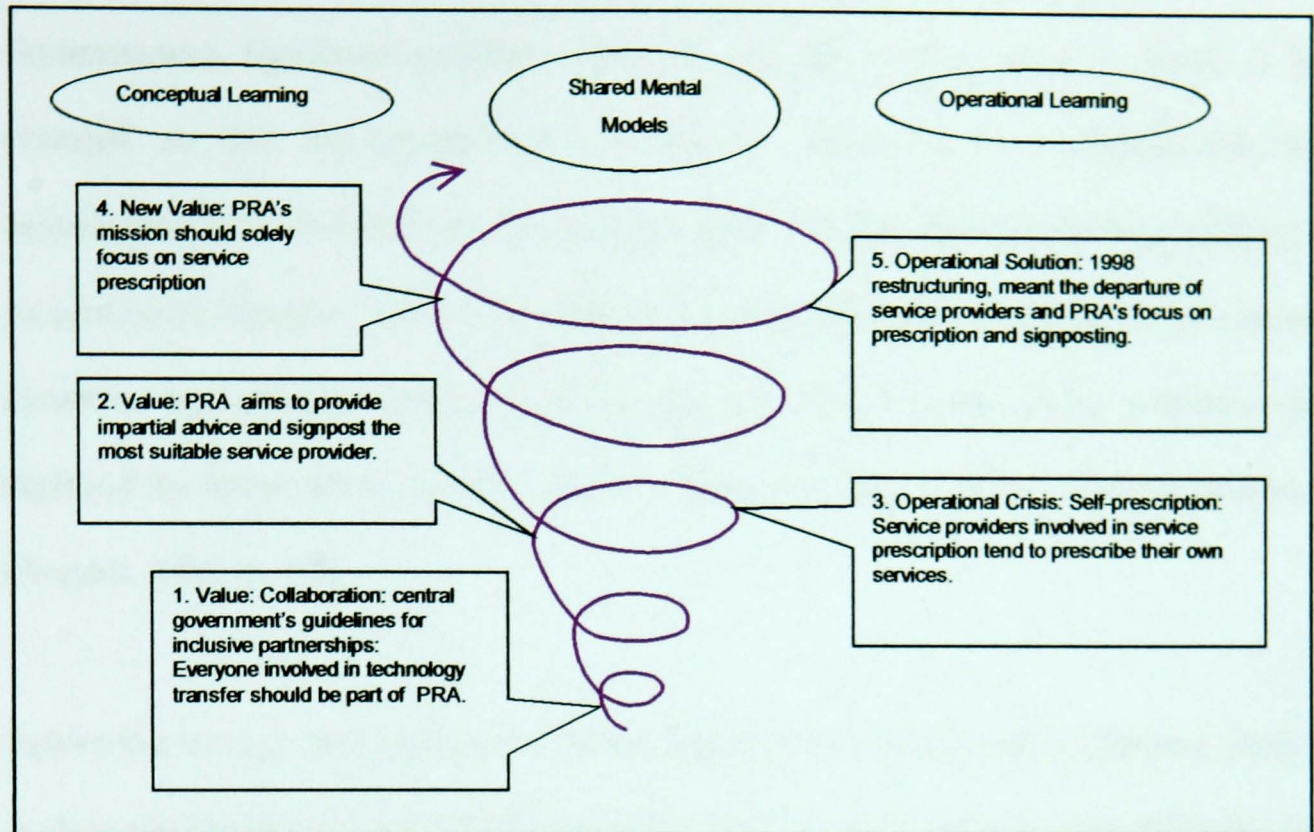 Conceptual Learning
Shared Mental
Models
Operational Learning
4. New Value: PRA's
mission should solely
focus on service
prescription
5. Operational Solution: 1998
restructuring, meant the departure of
service providers and PRA's focus on
prescription and signposting.
2. Value: PRA aims to provide
impartial advice and signpost the
most suitable service provider.
3. Operational Crisis: Self-prescription:
Service providers involved in service
prescription tend to prescribe their own
services.
1. Value: Collaboration: central
government's guidelines for
inclusive partnerships:
Everyone involved in technology
transfer should be part of PRA.